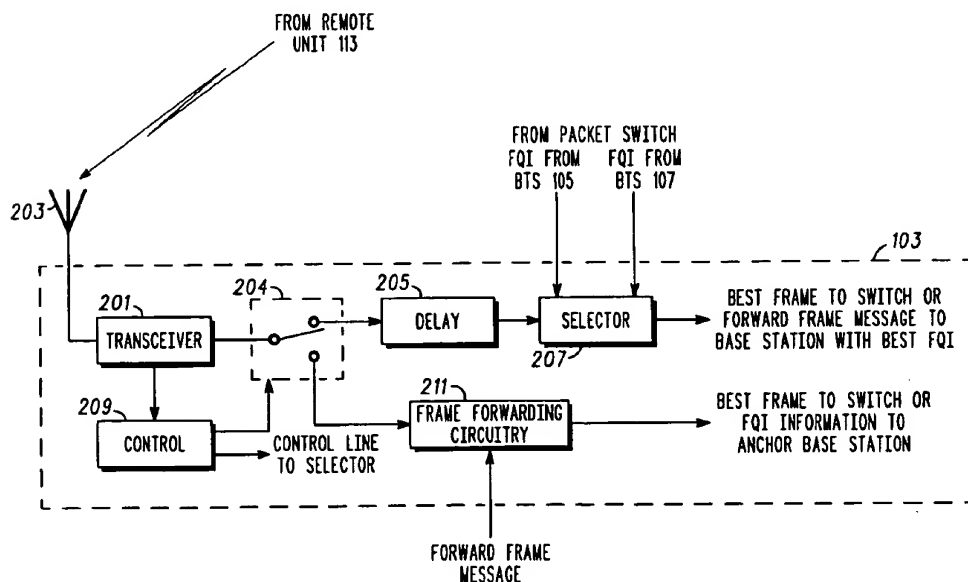 FROM REMOTE
UNIT 113
FROM PACKET SWITCH
FQI FROM FQI FROM
BTS 105 BTS 107
203
103
201
TRANSCEIVER
204
205
DELAY
SELECTOR
207
BEST FRAME TO SWITCH OR
FORWARD FRAME MESSAGE TO
BASE STATION WITH BEST FQI
209
CONTROL
CONTROL LINE
TO SELECTOR
211
FRAME FORWARDING
CIRCUITRY
BEST FRAME TO SWITCH OR
FQI INFORMATION TO
ANCHOR BASE STATION
FORWARD FRAME
MESSAGE